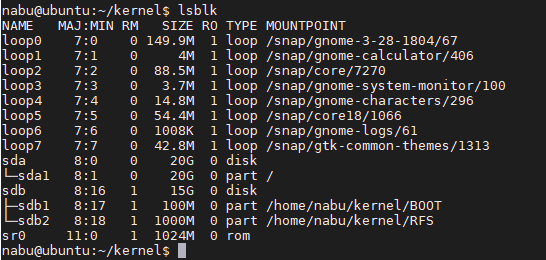 nabu@ubuntu:~/kernel$ lsblk
NAME   MAJ:MIN RM   SIZE RO TYPE MOUNTPOINT
loop0    7:0    0 149.9M  1 loop /snap/gnome-3-28-1804/67
loop1    7:1    0     4M  1 loop /snap/gnome-calculator/406
loop2    7:2    0  88.5M  1 loop /snap/core/7270
loop3    7:3    0   3.7M  1 loop /snap/gnome-system-monitor/100
loop4    7:4    0  14.8M  1 loop /snap/gnome-characters/296
loop5    7:5    0  54.4M  1 loop /snap/core18/1066
loop6    7:6    0  1008K  1 loop /snap/gnome-logs/61
loop7    7:7    0  42.8M  1 loop /snap/gtk-common-themes/1313
sda      8:0    0    20G  0 disk
└─sda1   8:1    0    20G  0 part /
sdb      8:16   1    15G  0 disk
├─sdb1   8:17   1   100M  0 part /home/nabu/kernel/BOOT
└─sdb2   8:18   1  1000M  0 part /home/nabu/kernel/RFS
sr0     11:0    1  1024M  0 rom
nabu@ubuntu:~/kernel$